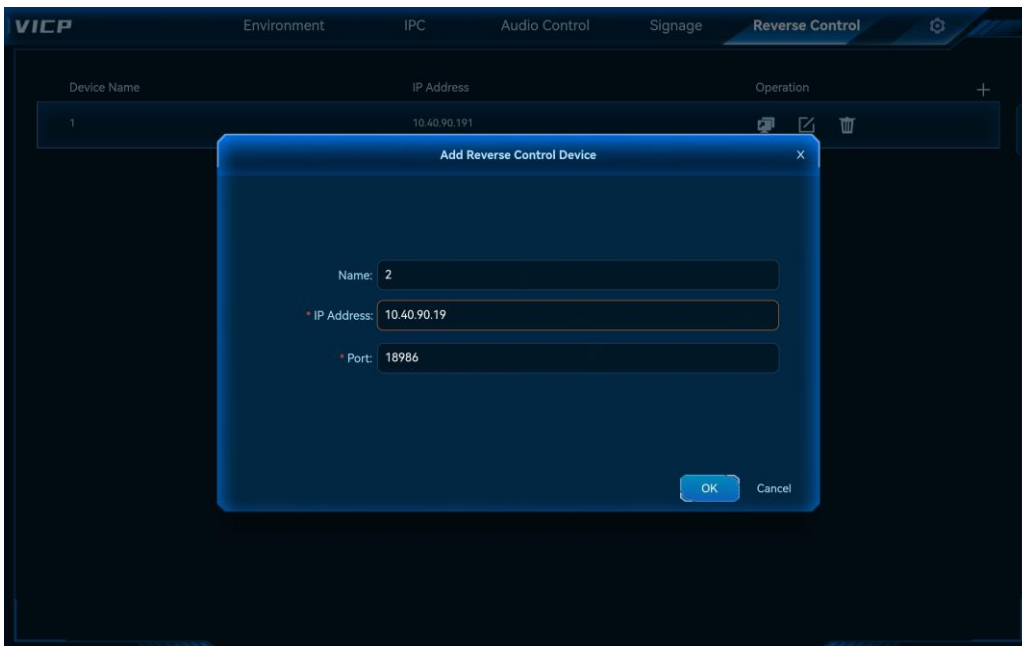 VICP Environment IPC Audio Control Signage Reverse Control
Device Name IP Address Operation
1 10.40.90.191
Add Reverse Control Device X
Name: 2
* IP Address: 10.40.90.19
* Port: 18986
OK Cancel